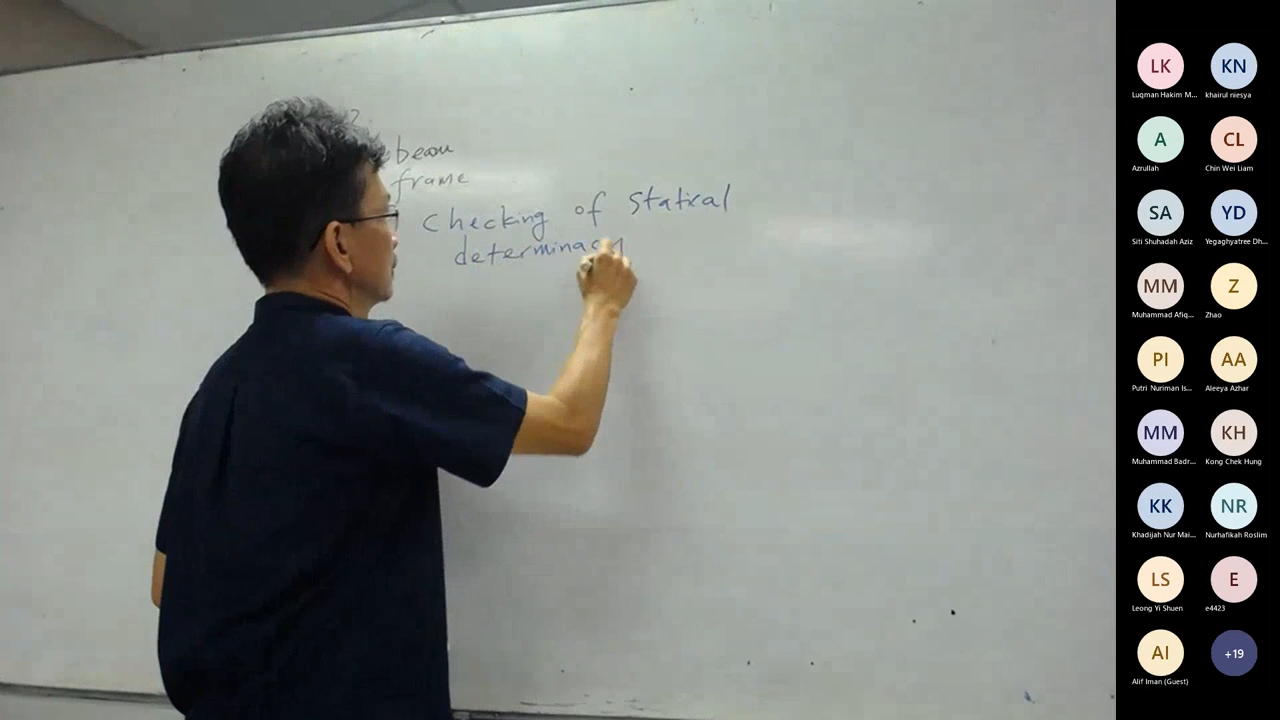 ?
beam
frame
checking of statical
determinacy
LK
KN
Luqman Hakim M...
khairul niesya
A
CL
Azrullah
Chin Wei Liam
SA
YD
Siti Shuhadah Aziz
Yegaghyatree Dh...
MM
Z
Muhammad Afiq...
Zhao
PI
AA
Putri Nuriman Is...
Aleeya Azhar
MM
KH
Muhammad Badr...
Kong Chek Hung
KK
NR
Khadijah Nur Mai...
Nurhafikah Roslim
LS
E
Leong Yi Shuen
e4423
AI
+19
Alif Iman (Guest)